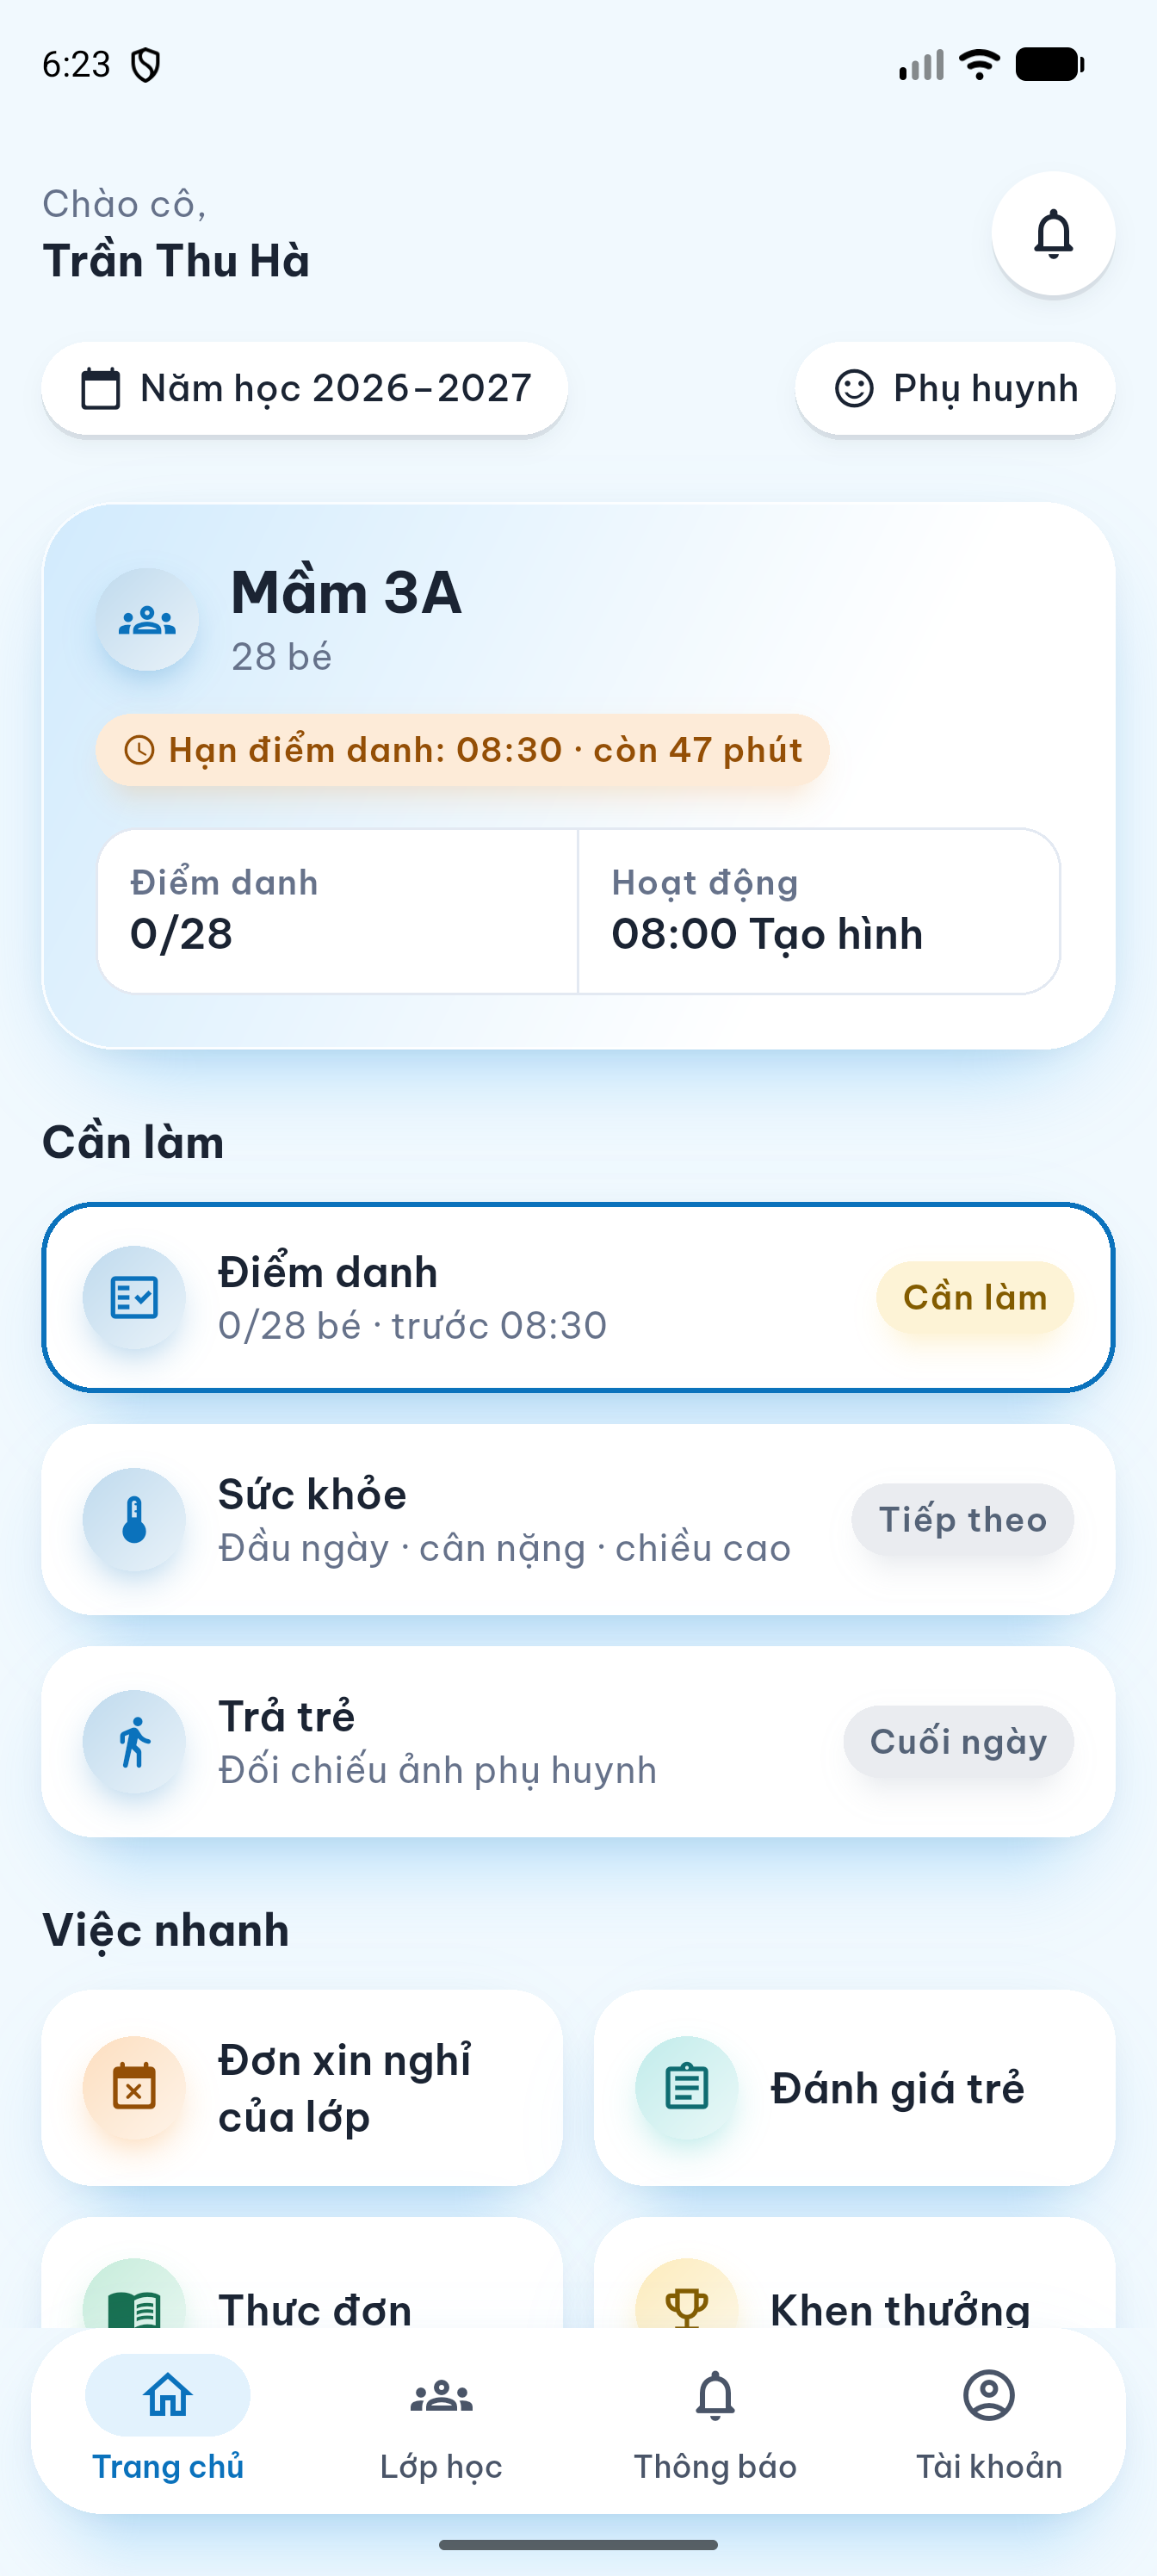 6:23
Chào cô,
Trần Thu Hà
Năm học 2026–2027
Phụ huynh
Mầm 3A
28 bé
Hạn điểm danh: 08:30 · còn 47 phút
Điểm danh
0/28
Hoạt động
08:00 Tạo hình
Cần làm
Điểm danh
0/28 bé · trước 08:30
Cần làm
Sức khỏe
Đầu ngày · cân nặng · chiều cao
Tiếp theo
Trả trẻ
Đối chiếu ảnh phụ huynh
Cuối ngày
Việc nhanh
Đơn xin nghỉ
của lớp
Đánh giá trẻ
Thực đơn
Khen thưởng
Trang chủ
Lớp học
Thông báo
Tài khoản